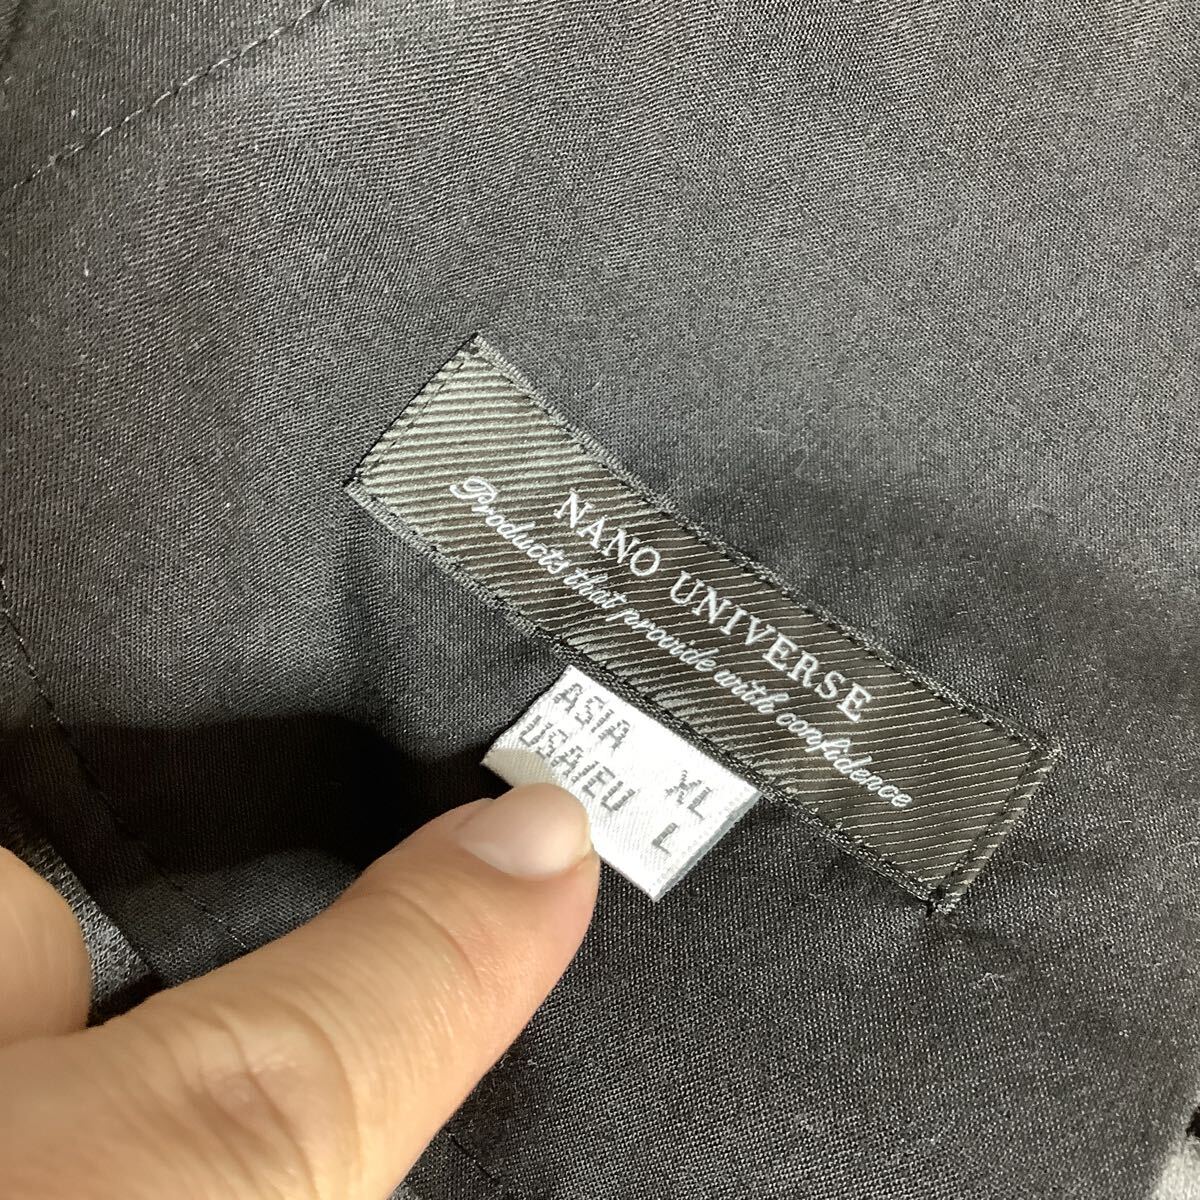 NANO UNIVERSE
Products that provide with confidence
ASIA XL
USA/EU L